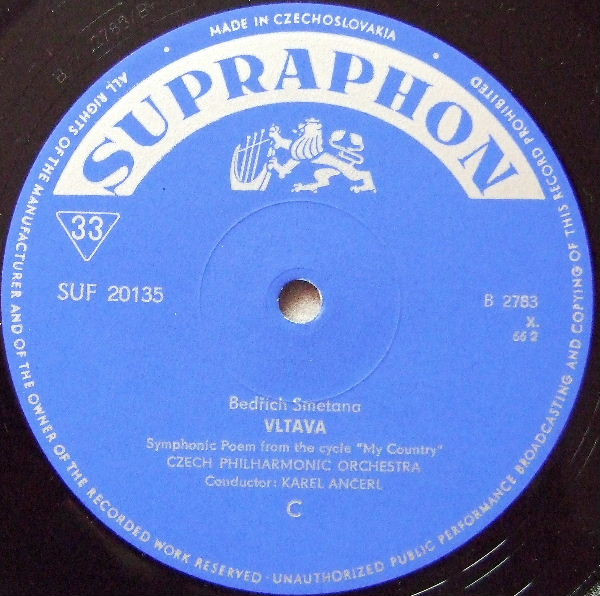 MADE IN CZECHOSLOVAKIA
ALL RIGHTS OF THE MANUFACTURER AND OF THE OWNER OF THE RECORDED WORK RESERVED · UNAUTHORIZED PUBLIC PERFORMANCE BROADCASTING AND COPYING OF THIS RECORD PROHIBITED
SUPRAPHON
33
SUF 20135
B 2783
X.
66 2
Bedřich Smetana
VLTAVA
Symphonic Poem from the cycle "My Country"
CZECH PHILHARMONIC ORCHESTRA
Conductor: KAREL ANCERL
C